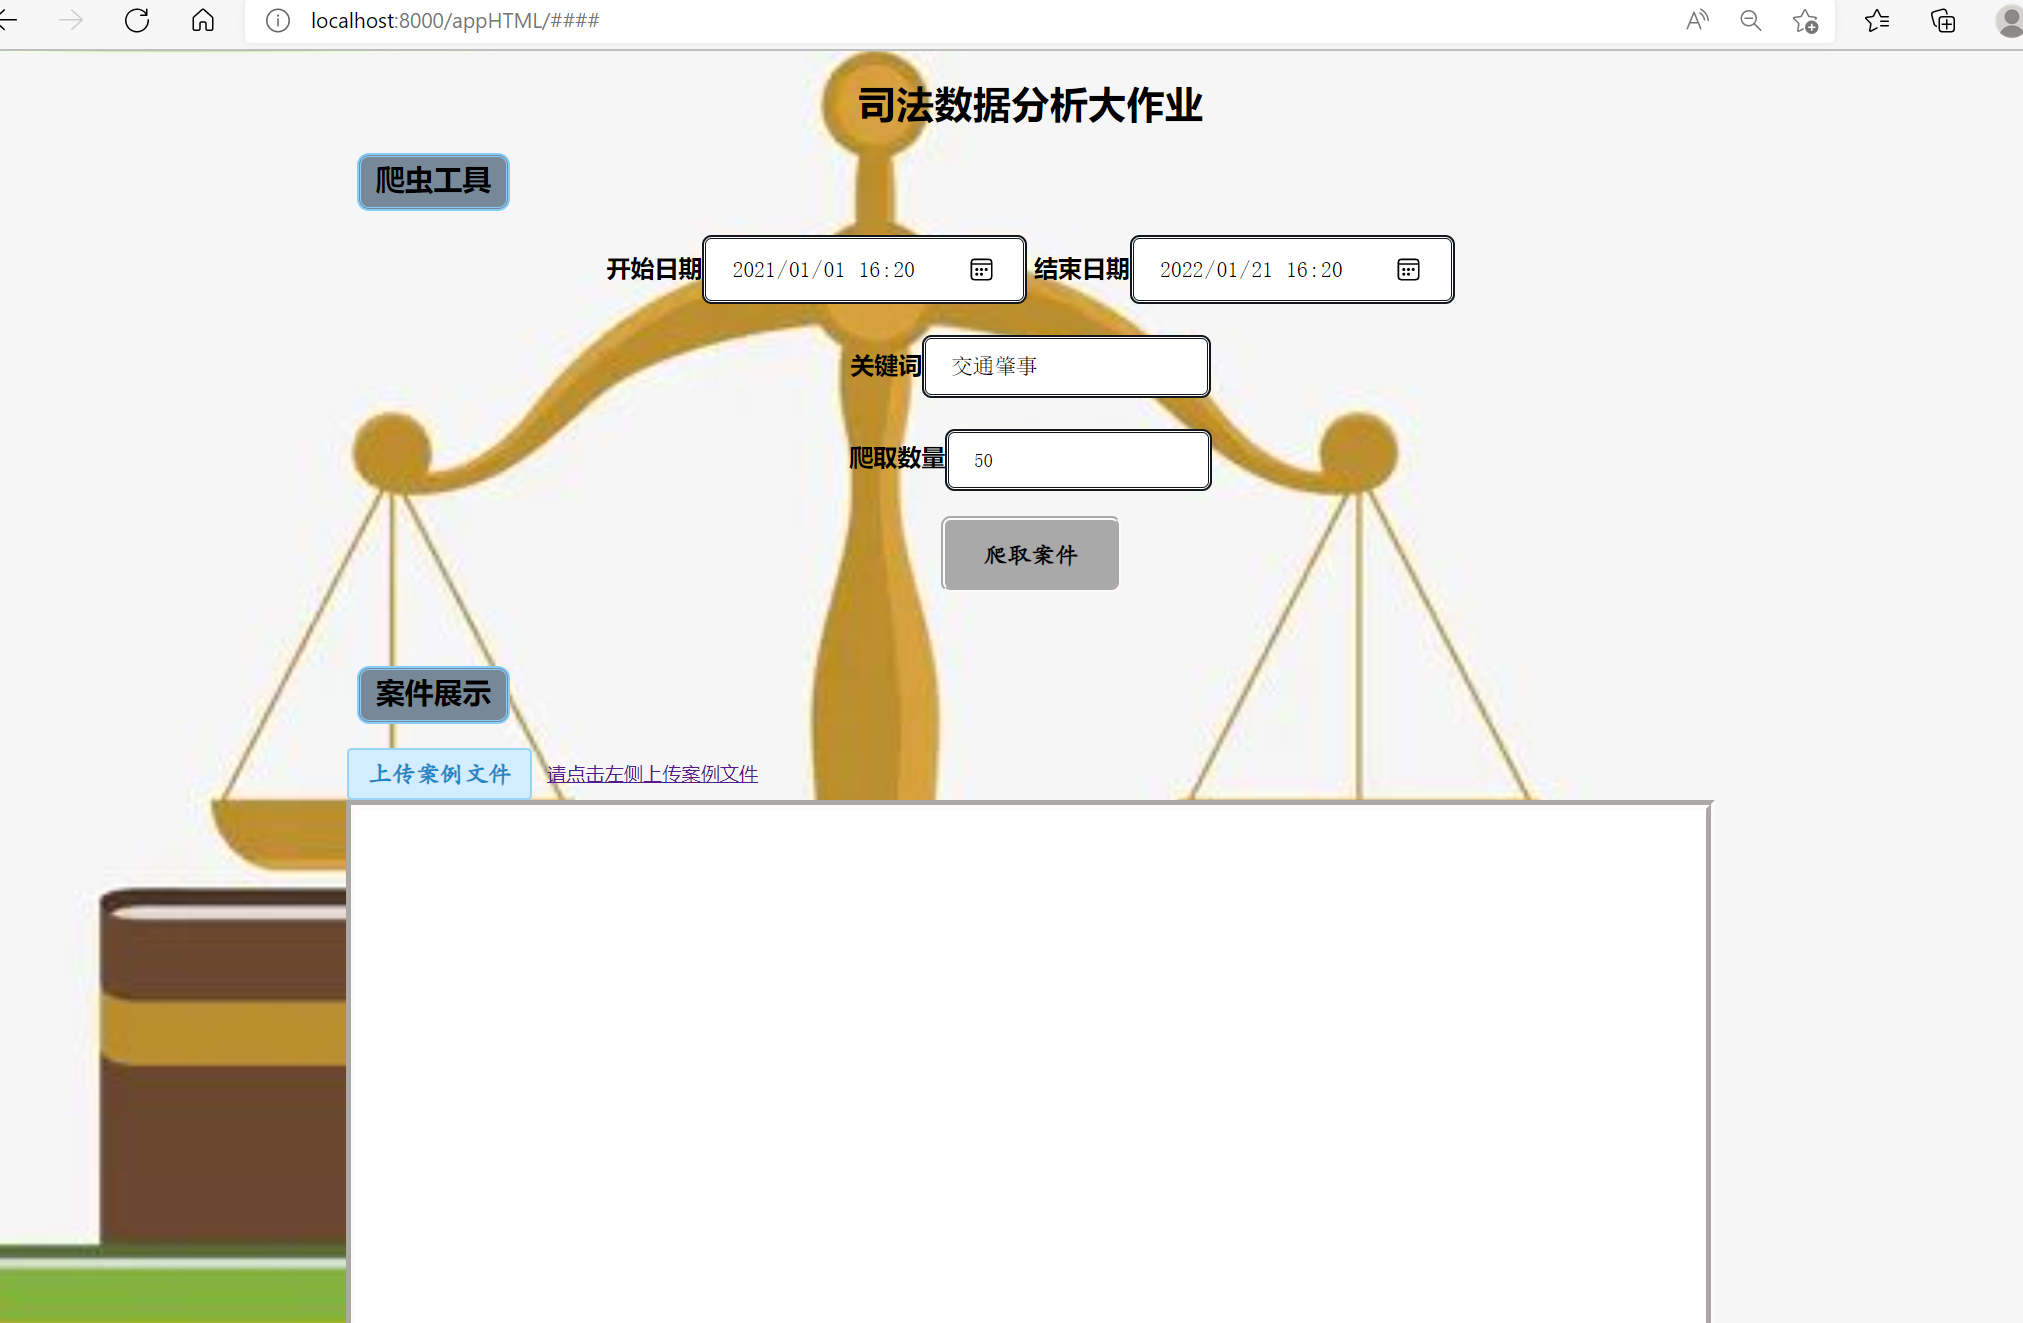 localhost:8000/appHTML/####
司法数据分析大作业
爬虫工具
开始日期 2021/01/01 16:20 结束日期 2022/01/21 16:20
关键词 交通肇事
爬取数量 50
爬取案件
案件展示
上传案例文件 请点击左侧上传案例文件